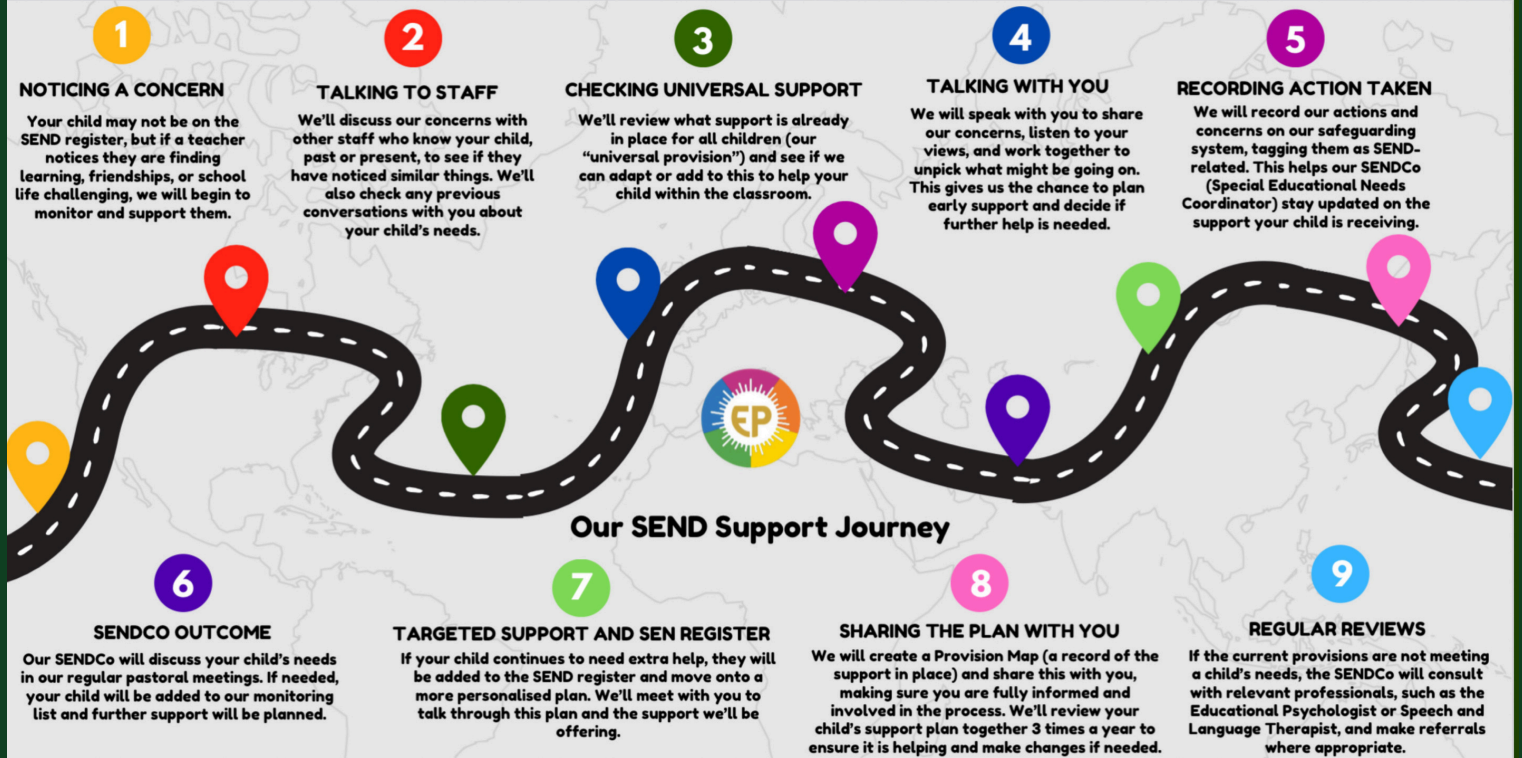 1
NOTICING A CONCERN
Your child may not be on the
SEND register, but if a teacher
notices they are finding
learning, friendships, or school
life challenging, we will begin to
monitor and support them.
2
TALKING TO STAFF
We'll discuss our concerns with
other staff who know your child,
past or present, to see if they
have noticed similar things. We'll
also check any previous
conversations with you about
your child's needs.
3
CHECKING UNIVERSAL SUPPORT
We'll review what support is already
in place for all children (our
“universal provision”) and see if we
can adapt or add to this to help your
child within the classroom.
4
TALKING WITH YOU
We will speak with you to share
our concerns, listen to your
views, and work together to
unpick what might be going on.
This gives us the chance to plan
early support and decide if
further help is needed.
5
RECORDING ACTION TAKEN
We will record our actions and
concerns on our safeguarding
system, tagging them as SEND-
related. This helps our SENDCo
(Special Educational Needs
Coordinator) stay updated on the
support your child is receiving.
EP
Our SEND Support Journey
6
SENDCO OUTCOME
Our SENDCo will discuss your child's needs
in our regular pastoral meetings. If needed,
your child will be added to our monitoring
list and further support will be planned.
7
TARGETED SUPPORT AND SEN REGISTER
If your child continues to need extra help, they will
be added to the SEND register and move onto a
more personalised plan. We'll meet with you to
talk through this plan and the support we'll be
offering.
8
SHARING THE PLAN WITH YOU
We will create a Provision Map (a record of the
support in place) and share this with you,
making sure you are fully informed and
involved in the process. We'll review your
child's support plan together 3 times a year to
ensure it is helping and make changes if needed.
9
REGULAR REVIEWS
If the current provisions are not meeting
a child's needs, the SENDCo will consult
with relevant professionals, such as the
Educational Psychologist or Speech and
Language Therapist, and make referrals
where appropriate.